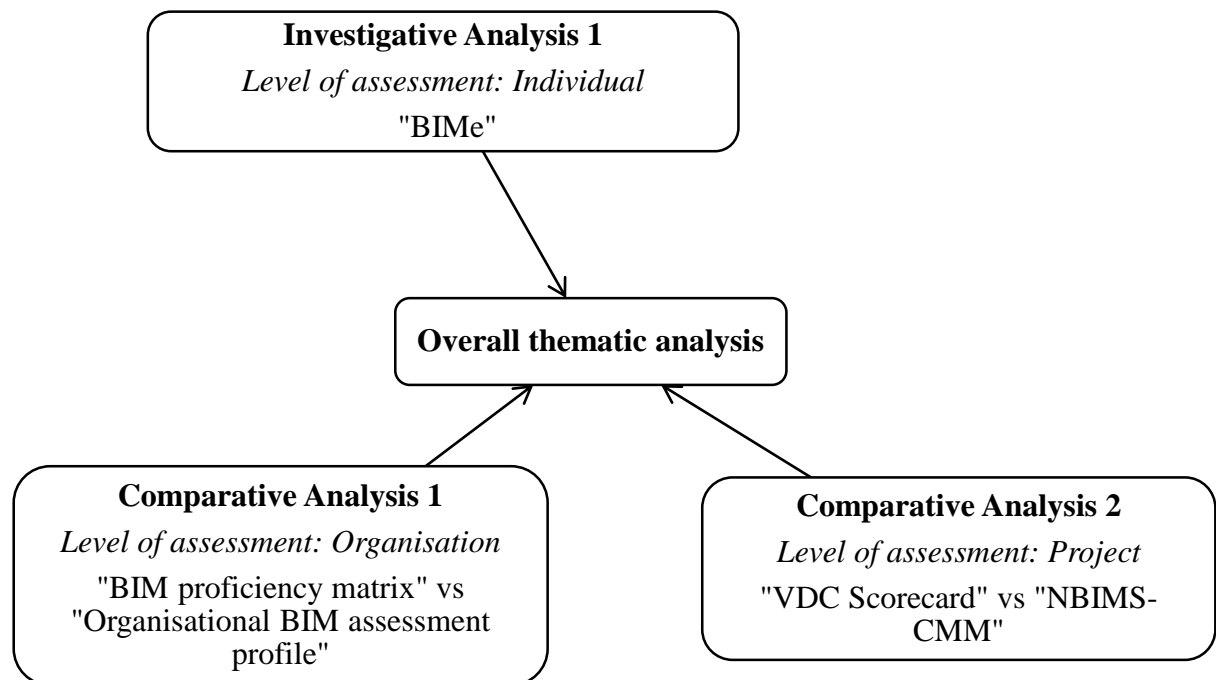 Investigative Analysis 1
Level of assessment: Individual
"BIMe"
Overall thematic analysis
Comparative Analysis 1
Level of assessment: Organisation
"BIM proficiency matrix" vs
"Organisational BIM assessment
profile"
Comparative Analysis 2
Level of assessment: Project
"VDC Scorecard" vs "NBIMS-
CMM"